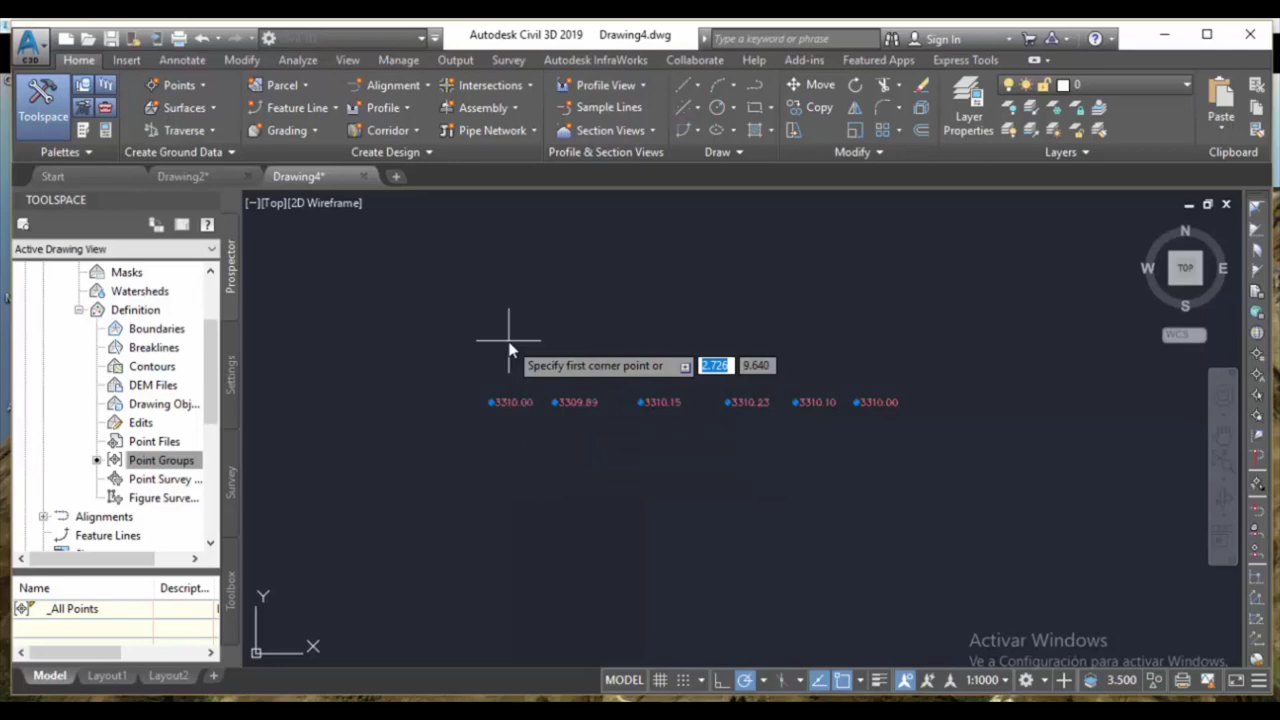 Autodesk Civil 3D 2019 Drawing4.dwg
Type a keyword or phrase
Sign In
C3D
Home Insert Annotate Modify Analyze View Manage Output Survey Autodesk InfraWorks Collaborate Help Add-ins Featured Apps Express Tools
Toolspace
Points
Surfaces
Traverse
Parcel
Feature Line
Grading
Alignment
Profile
Corridor
Intersections
Assembly
Pipe Network
Profile View
Sample Lines
Section Views
Move
Copy
Layer
Properties
0
Paste
Palettes Create Ground Data Create Design Profile & Section Views Draw Modify Layers Clipboard
Start Drawing2* Drawing4*
TOOLSPACE
Active Drawing View
Masks
Watersheds
Definition
Boundaries
Breaklines
Contours
DEM Files
Drawing Obj...
Edits
Point Files
Point Groups
Point Survey ...
Figure Surve...
Alignments
Feature Lines
Name Descript...
_All Points
Prospector
Settings
Survey
Toolbox
[−][Top][2D Wireframe]
N
W TOP E
S
WCS
Specify first corner point or 2.726 9.640
3310.00 3309.89 3310.15 3310.23 3310.10 3310.00
Y
X
Activar Windows
Ve a Configuración para activar Windows.
Model Layout1 Layout2
MODEL 1:1000 3.500